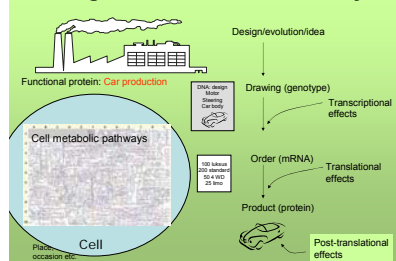 Design/evolution/idea
Functional protein: Car production
DNA: design
Motor
Steering
Car body
Drawing (genotype)
Transcriptional
effects
Cell metabolic pathways
100 luksus
200 standard
50 4 WD
25 limo
Order (mRNA)
Translational
effects
Product (protein)
Cell
Place,
occasion etc.
Post-translational
effects